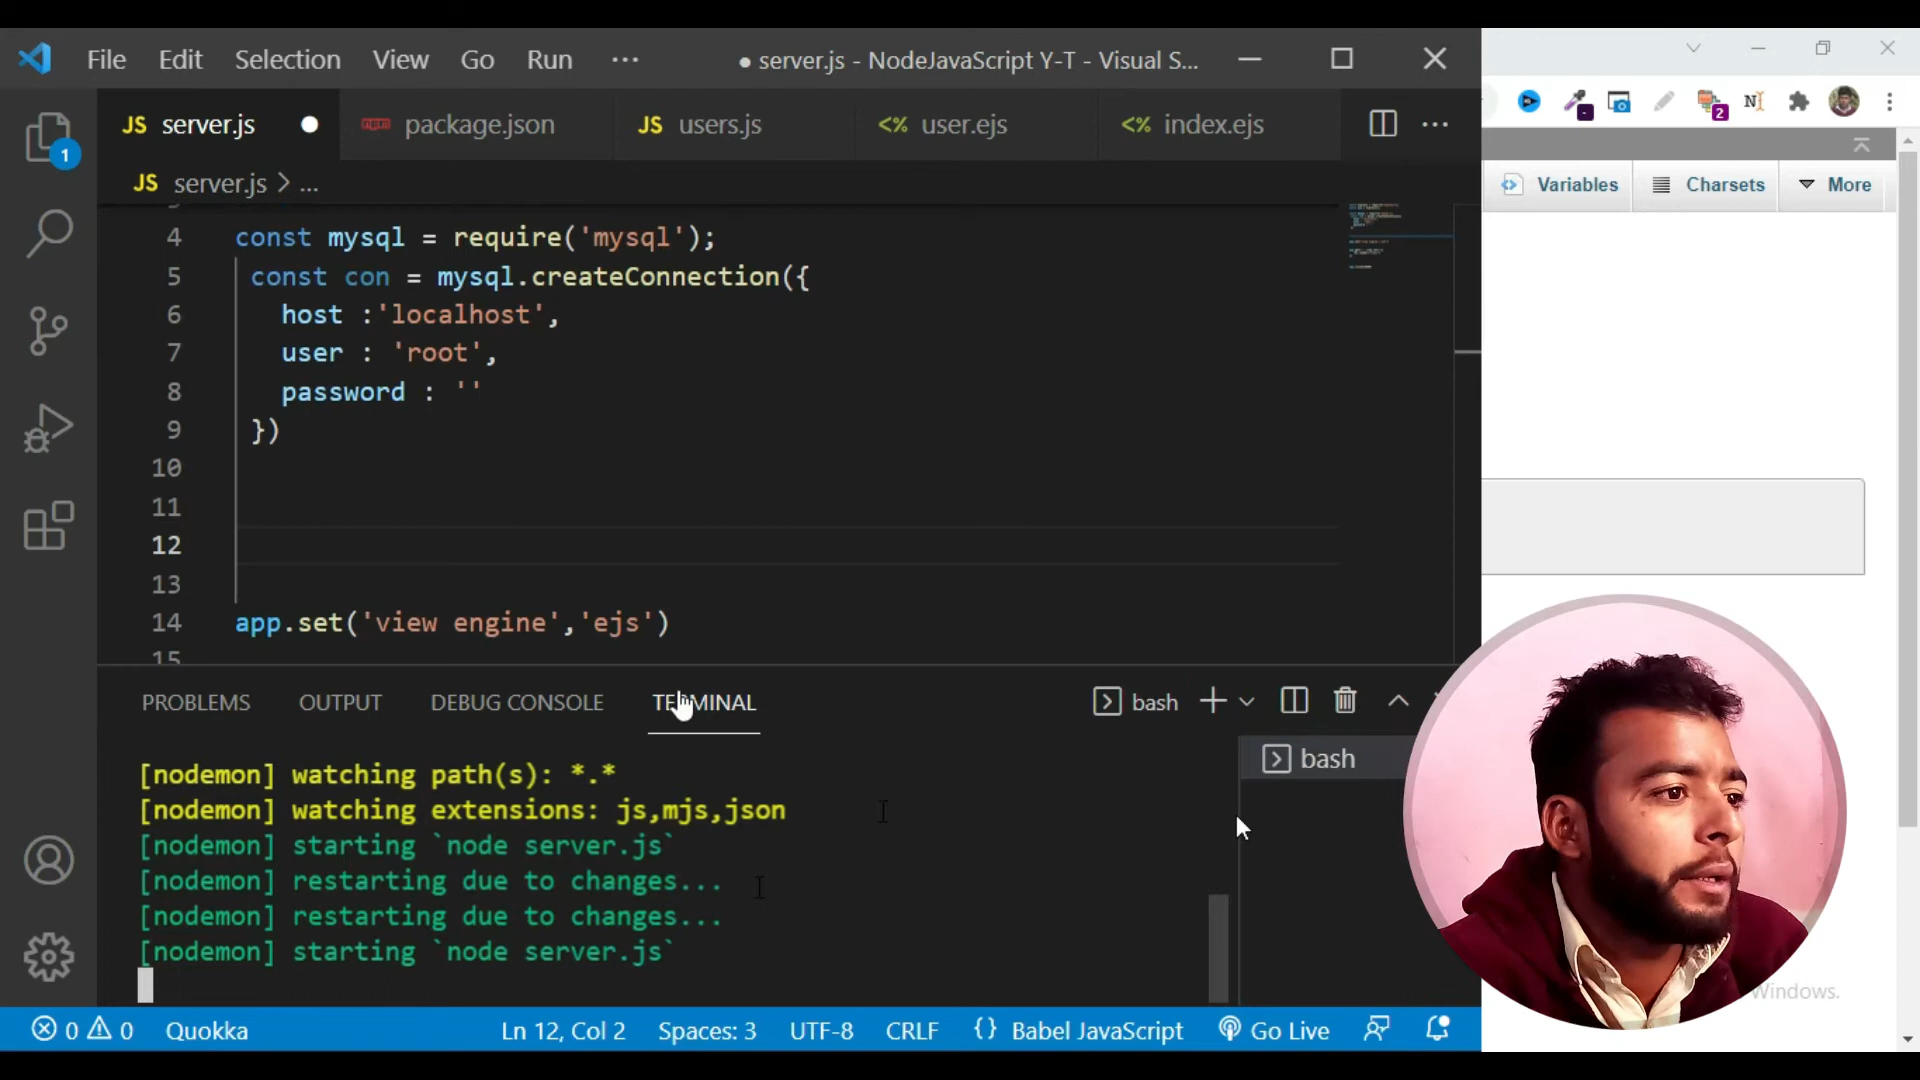 File Edit Selection View Go Run ··· ● server.js - NodeJavaScript Y-T - Visual S...
JS server.js ● package.json JS users.js <% user.ejs <% index.ejs ···
JS server.js > ...
4 const mysql = require('mysql');
5 const con = mysql.createConnection({
6 host :'localhost',
7 user : 'root',
8 password : ''
9 })
10
11
12
13
14 app.set('view engine','ejs')
15
PROBLEMS OUTPUT DEBUG CONSOLE TERMINAL bash
bash
[nodemon] watching path(s): *.*
[nodemon] watching extensions: js,mjs,json
[nodemon] starting `node server.js`
[nodemon] restarting due to changes...
[nodemon] restarting due to changes...
[nodemon] starting `node server.js`
0 0 Quokka Ln 12, Col 2 Spaces: 3 UTF-8 CRLF {} Babel JavaScript Go Live
1
2
Variables Charsets More
Windows.